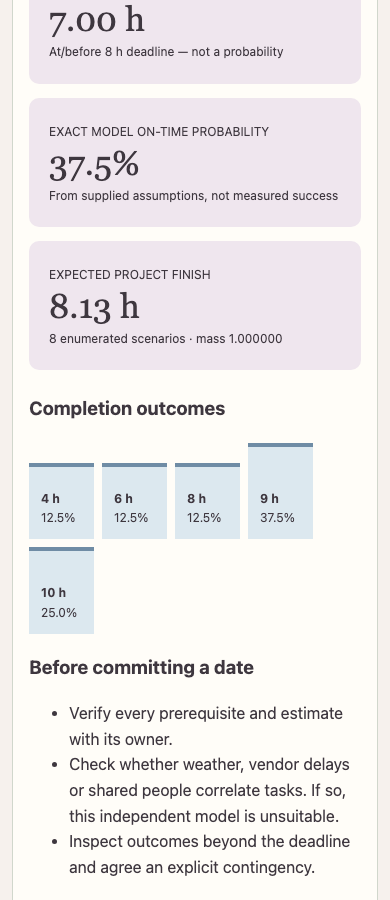 7.00 h
At/before 8 h deadline — not a probability
EXACT MODEL ON-TIME PROBABILITY
37.5%
From supplied assumptions, not measured success
EXPECTED PROJECT FINISH
8.13 h
8 enumerated scenarios · mass 1.000000
Completion outcomes
4 h
12.5%
6 h
12.5%
8 h
12.5%
9 h
37.5%
10 h
25.0%
Before committing a date
• Verify every prerequisite and estimate
with its owner.
• Check whether weather, vendor delays
or shared people correlate tasks. If so,
this independent model is unsuitable.
• Inspect outcomes beyond the deadline
and agree an explicit contingency.